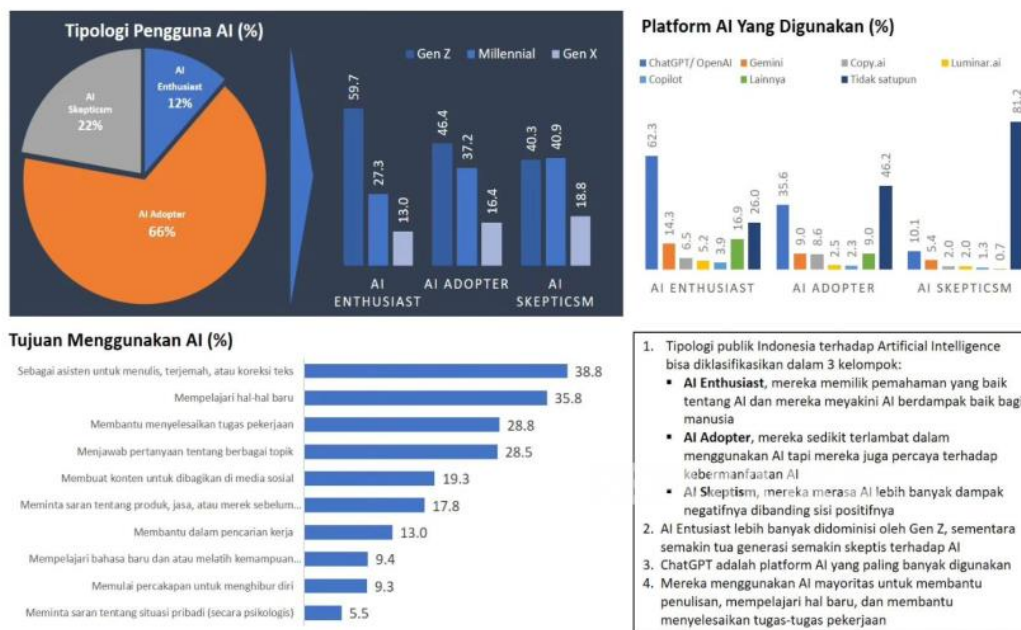 Tipologi Pengguna AI (%)
AI
Enthusiast
12%
AI
Skepticsm
22%
AI Adopter
66%
Gen Z
Millennial
Gen X
59.7
27.3
13.0
46.4
37.2
16.4
40.3
40.9
18.8
AI
ENTHUSIAST
AI ADOPTER
AI
SKEPTICSM
Platform AI Yang Digunakan (%)
ChatGPT/ OpenAI
Gemini
Copy.ai
Luminar.ai
Copilot
Lainnya
Tidak satupun
62.3
14.3
6.5
5.2
3.9
16.9
26.0
35.6
9.0
8.6
2.5
2.3
9.0
46.2
10.1
5.4
2.0
2.0
1.3
0.7
81.2
AI ENTHUSIAST
AI ADOPTER
AI SKEPTICSM
Tujuan Menggunakan AI (%)
Sebagai asisten untuk menulis, terjemah, atau koreksi teks
38.8
Mempelajari hal-hal baru
35.8
Membantu menyelesaikan tugas pekerjaan
28.8
Menjawab pertanyaan tentang berbagai topik
28.5
Membuat konten untuk dibagikan di media sosial
19.3
Meminta saran tentang produk, jasa, atau merek sebelum...
17.8
Membantu dalam pencarian kerja
13.0
Mempelajari bahasa baru dan atau melatih kemampuan...
9.4
Memulai percakapan untuk menghibur diri
9.3
Meminta saran tentang situasi pribadi (secara psikologis)
5.5
1. Tipologi publik Indonesia terhadap Artificial Intelligence
bisa diklasifikasikan dalam 3 kelompok:
▪ AI Enthusiast, mereka memilik pemahaman yang baik
tentang AI dan mereka meyakini AI berdampak baik bagi
manusia
▪ AI Adopter, mereka sedikit terlambat dalam
menggunakan AI tapi mereka juga percaya terhadap
kebermanfaatan AI
▪ AI Skeptism, mereka merasa AI lebih banyak dampak
negatifnya dibanding sisi positifnya
2. AI Entusiast lebih banyak didominisi oleh Gen Z, sementara
semakin tua generasi semakin skeptis terhadap AI
3. ChatGPT adalah platform AI yang paling banyak digunakan
4. Mereka menggunakan AI mayoritas untuk membantu
penulisan, mempelajari hal baru, dan membantu
menyelesaikan tugas-tugas pekerjaan